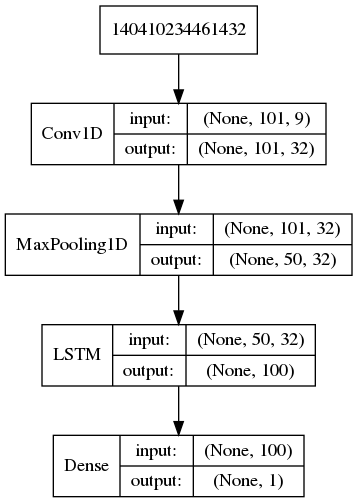 140410234461432
Conv1D
input: (None, 101, 9)
output: (None, 101, 32)
MaxPooling1D
input: (None, 101, 32)
output: (None, 50, 32)
LSTM
input: (None, 50, 32)
output: (None, 100)
Dense
input: (None, 100)
output: (None, 1)